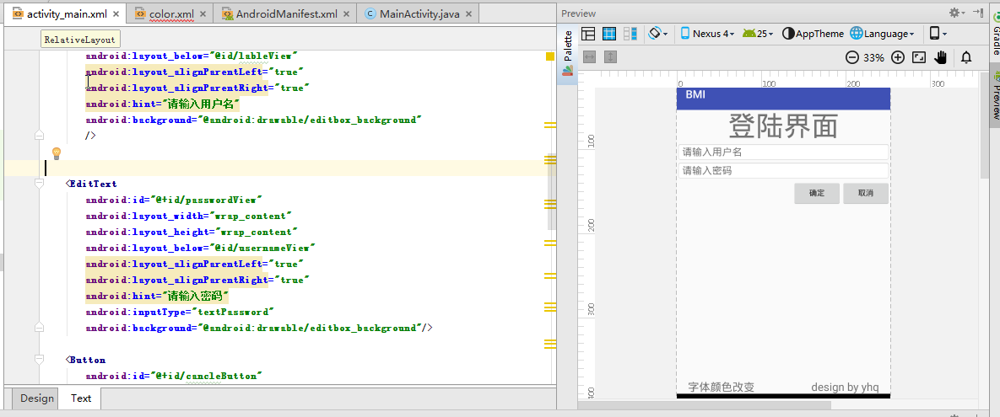 activity_main.xml
color.xml
AndroidManifest.xml
MainActivity.java
Preview
RelativeLayout
Palette
Nexus 4
25
AppTheme
Language
33%
Gradle
Preview
android:layout_below="@id/lableView"
android:layout_alignParentLeft="true"
android:layout_alignParentRight="true"
android:hint="请输入用户名"
android:background="@android:drawable/editbox_background"
/>
<EditText
android:id="@+id/passwordView"
android:layout_width="wrap_content"
android:layout_height="wrap_content"
android:layout_below="@id/usernameView"
android:layout_alignParentLeft="true"
android:layout_alignParentRight="true"
android:hint="请输入密码"
android:inputType="textPassword"
android:background="@android:drawable/editbox_background"/>
<Button
android:id="@+id/cancleButton"
Design
Text
0
100
200
300
100
200
300
400
BMI
登陆界面
请输入用户名
请输入密码
确定
取消
字体颜色改变
design by yhq